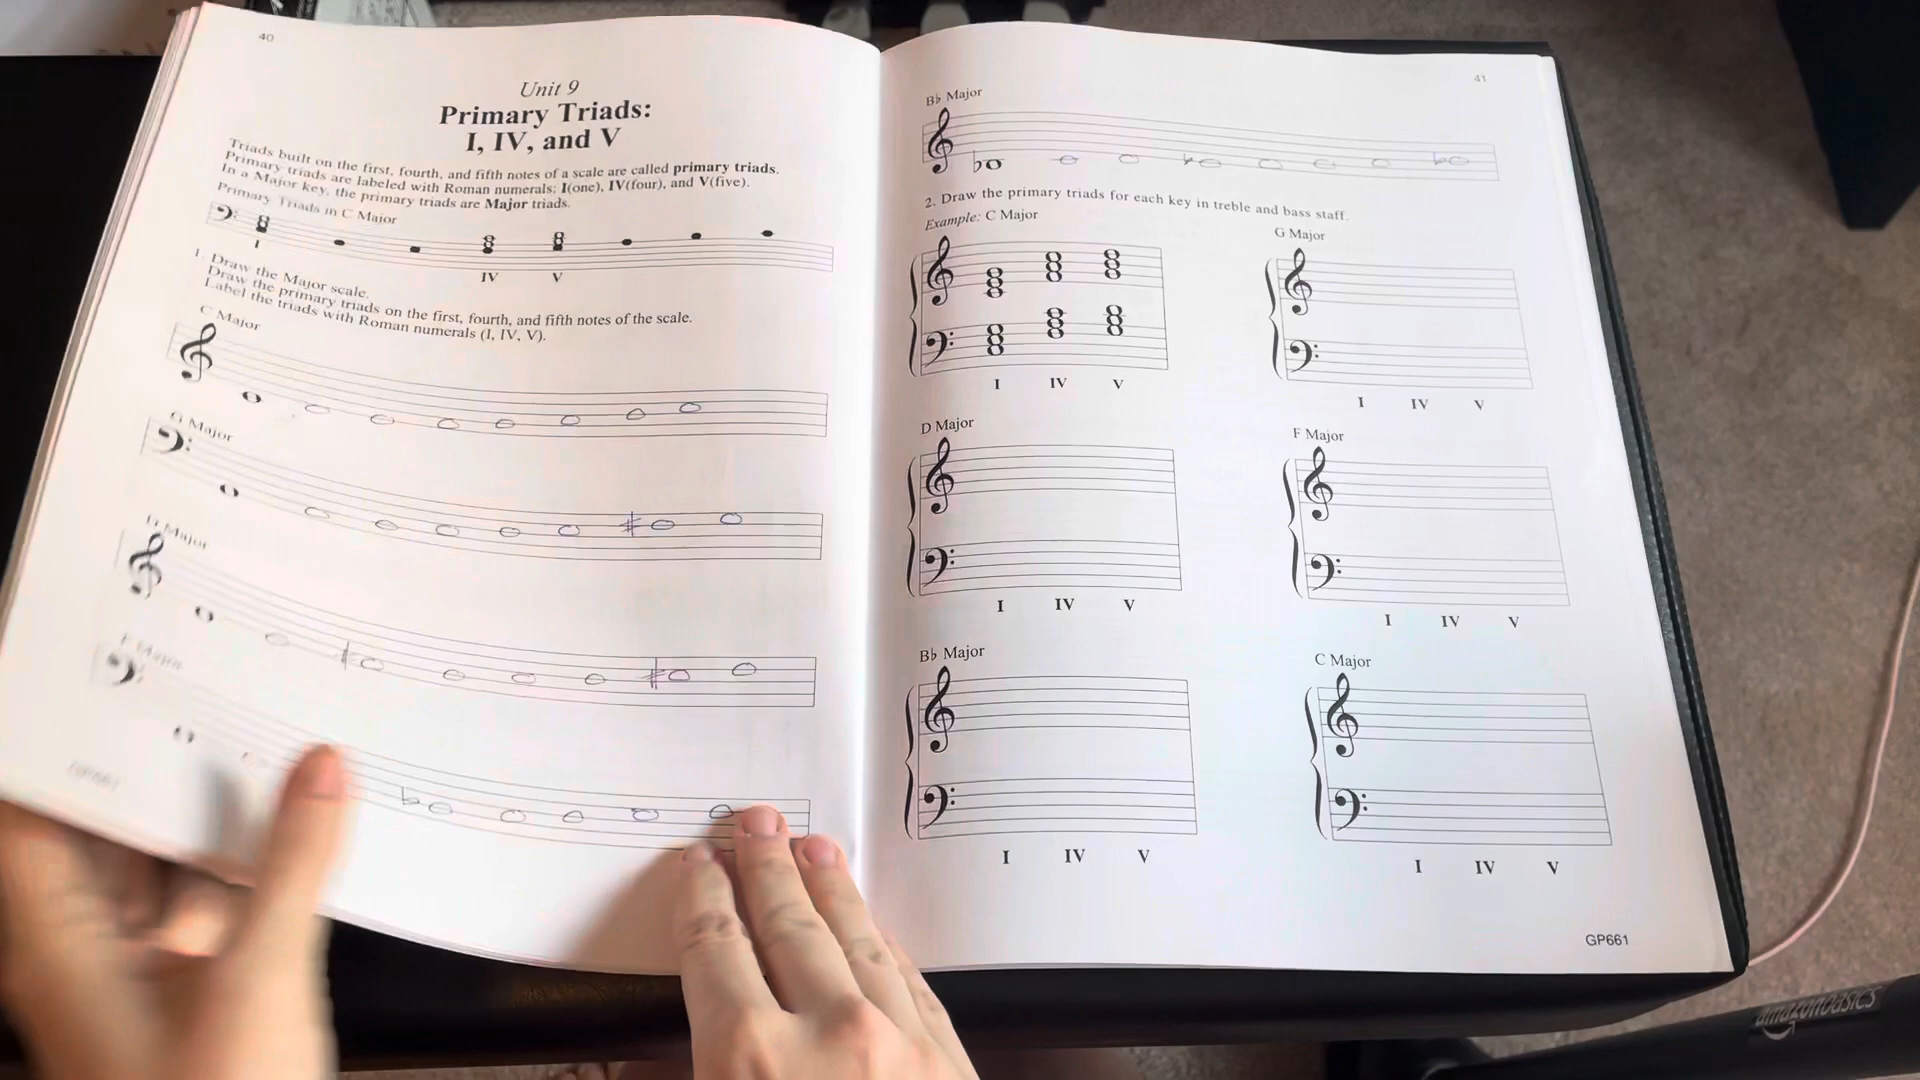 40
Unit 9
Primary Triads:
I, IV, and V
Triads built on the first, fourth, and fifth notes of a scale are called primary triads.
Primary triads are labeled with Roman numerals: I(one), IV(four), and V(five).
In a Major key, the primary triads are Major triads.
Primary Triads in C Major
I
IV V
1. Draw the Major scale.
Draw the primary triads on the first, fourth, and fifth notes of the scale.
Label the triads with Roman numerals (I, IV, V).
C Major
G Major
D Major
F Major
GP661
41
B♭ Major
2. Draw the primary triads for each key in treble and bass staff.
Example: C Major
I IV V
G Major
I IV V
D Major
I IV V
F Major
I IV V
B♭ Major
I IV V
C Major
I IV V
GP661
amazonbasics